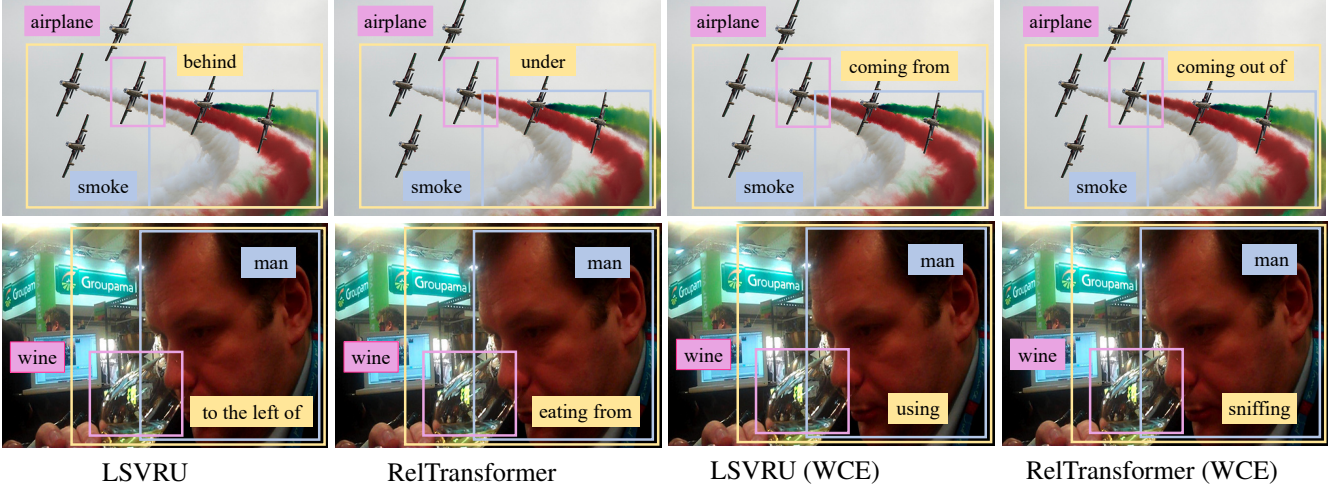 airplane
airplane
airplane
airplane
behind
under
coming from
coming out of
smoke
smoke
smoke
smoke
man
man
man
man
Groupama
Groupama
Groupama
Groupama
wine
wine
wine
wine
to the left of
eating from
using
sniffing
LSVRU
RelTransformer
LSVRU (WCE)
RelTransformer (WCE)